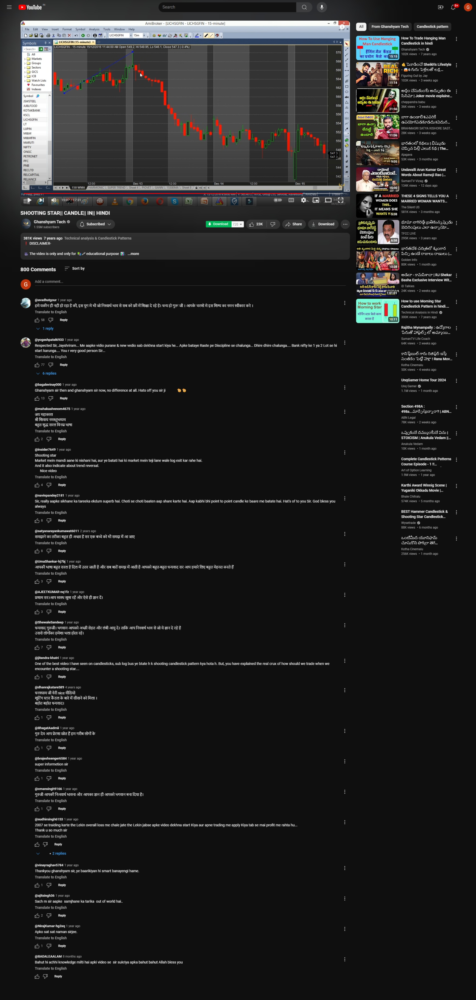 YouTube IN
Search
9+
G
AmiBroker - [LICHSGFIN - LICHSGFIN - 15-minute]
File Edit View Insert Format Symbol Analysis Tools Window Help
LICHSGFIN 15m
Symbols
LICHSGFIN (15-minute)
LICHSGFIN - 15-minute 15/12/2016 11:44:00 AM Open 549.2, Hi 549.95, Lo 546.1, Close 547.3 (-0.4%)
<Search>
All
Markets
Groups
Sectors
GICS
ICB
Watch Lists
Favourites
Indexes
Symbol
JSWSTEEL
JUBLFOOD
KOTAKBANK
KSCL
LICHSGFIN
LT
LUPIN
M&M
M&MFIN
MARUTI
NIFTY
ONGC
PETRONET
PFC
PNB
RECLTD
RELCAPITAL
RELIANCE
570
568
566
564
562
560
558
556
554
552
550
548
547.3
547.3
546
544
542
12:00 Dec 13 12:00 Dec 14 12:00 Dec 15
S... L... L... C...
150 WMA HARMONIC SUPER TREND Sheet 4 PIOVET GANN 1530EMA Sheet 8
For Help, press F1
15:07 / 17:31
SHOOTING STAR|| CANDLE|| IN|| HINDI
Ghanshyam Tech
1.55M subscribers
Subscribed
Download 720
23K
Share
Download
381K views 7 years ago Technical analysis & Candlestick Patterns
❗ DISCLAIMER-
The video is only and only for educational purpose ...more
800 Comments Sort by
G
Add a comment...
@avadhutgour 1 year ago
हमे यकीन ही नही हो रहा है की, इस युग मे भी जो निस्वार्थ भाव से सब को फ्री में शिक्षा दे रहे है। धन्य हो गुरू जी । आपके चरणो मे इस शिष्य का नमन स्वीकार करे ।
Translate to English
58 Reply
1 reply
@yogeshpatel6933 1 year ago
Respected Sir, Jayshriram... Me aapke vidio purane & new vedio sab dekhna start kiya he... Apke bataye Raste pe Discipline se chalunga... Dhire dhire chalunga.... Bank nifty ke 1 ya 2 Lot se hi
start karunga.... You r very good person Sir...
Translate to English
77 Reply
6 replies
@bagalevinay000 1 year ago
Ghanshyam sir then and ghanshyam sir now, no difference at all. Hats off you sir ji
13 Reply
@mahakaalvenom4675 1 year ago
जय महाकाल
श्री शिवाय नमस्तुभय्यम
बहुत शुद्ध सरल विनम्र भाषा
Translate to English
2 Reply
@insider7649 1 year ago
Shooting star
Market mein mandi aane ki nishani hai, aur ye batati hai ki market mein teji lane wale log exit kar rahe hai.
And it also indicate about trend reversal.
Nice video
Translate to English
4 Reply
@navinpandey2181 1 year ago
Sir, really aapke sikhane ka tareeka ekdum superb hai. Choti se choti baaten aap share karte hai. Aap kabhi bhi point to point candle ke baare me batate hai. Hat's of to you Sir. God bless you
always
Translate to English
8 Reply
@satyanarayankumawat6011 2 years ago
समझाने का तरीका बहुत ही अच्छा है सर एक बच्चे को भी समझ में आ जाए
Translate to English
8 Reply
@UmaShankar-hj7bj 1 year ago
आपकी भाषा बहुत सरल है दिल में उतर जाती है और सब बातें समझ में आती है आपको बहुत-बहुत धन्यवाद सर आप हमारे लिए बहुत मेहनत करते हैं
Translate to English
3 Reply
@AJEETKUMAR-nq1fz 1 year ago
प्रणाम सर।आप स्वस्थ खुश रहें और ऐसे ही ज्ञान दें।
Translate to English
3 Reply
@ShewaleSandeep 1 year ago
धन्यवाद गुरुजी। भगवान आपको अच्छी सेहत और लंबी आयु दे। ताकि आप निस्वार्थ भाव से जो ये ज्ञान दे रहे है
उससे लोगोंका हमेशा भला होता रहे।
Translate to English
7 Reply
@jitendra-khatri 1 year ago
One of the best video I have seen on candlesticks, sub log bus ye btate h k shooting candlestick pattern kya hota h. But, you have explained the real crux of how should we trade when we
encounter a shooting star....
1 Reply
@dhanrajkatare589 4 years ago
घनश्याम जी वेरी nice वीडियो
शूटिंग स्टार कैंडल के बारे में सीखने को मिला ।
बहोत बहोत धन्यवाद।
Translate to English
1 Reply
@BhagatAadmii 1 year ago
गुरु देव आप प्रेरणा स्रोत हैं हम गरीब लोगों के
Translate to English
1 Reply
@brajeshsenger6584 1 year ago
super informetion sir
Translate to English
1 Reply
@cmansingh9166 1 year ago
गुरुजी आपकी निःस्वार्थ भावना और आपका ज्ञान ही आपको भगवान बना दिया है।
Translate to English
1 Reply
@sudhirsingh6153 1 year ago
2007 se traiding karte the Lekin overall loss me chale jate the Lekin jabse apke video dekhna start Kiya aur apne trading me apply Kiya tab se mai profit me rahta hu...
Thank u so much sir
Translate to English
Reply
• 2 replies
@vinayraghav5784 1 year ago
Thankyou ghanshyam sir, ye baarikiyan hi smart banayengi hame.
Translate to English
1 Reply
@ajitsingh36 1 year ago
Sach m sir aapke samjhane ka tarika out of world hai..
Translate to English
2 Reply
@NirajKumar-hg3xq 1 year ago
Apko sat sat naman sirjee.
Translate to English
1 Reply
@BADALEAALAM 8 months ago
Bahut hi achhi knowledge milti hai apki video se sir sukriya apka bahut bahut Allah bless you
Translate to English
Reply
All From Ghanshyam Tech Candlestick pattern
How To Use Hanging
Man Candlestick
हैंगिंग मैन कैंडल
का प्रयोग कैसे
15:15
How To Trade Hanging Man
Candlestick in hindi
Ghanshyam Tech
102K views • 7 years ago
THE
REAL
RICH
11:14
పెకాడించే Sheikh's Lifestyle
- 6 గురు పెళ్లలతో లక్ష...
Figuring Out by Jay
103K views • 3 weeks ago
అర్థం చేసుకుంటే
అద్భుతం ఈ సినిమా
21:56
అర్థం చేసుకుంటే అద్భుతం ఈ
సినిమా | Joker movie explaine...
cheppandra babu
36K views • 3 weeks ago
విదుర నీతి20
బాగా ఉన్నా
లేనట్టే
ఉండాలి
11:06
బాగా ఉండాలి॥ఎవరికీ
ఉపయోగపడకూడదు॥విదుర...
BRAHMASRI SATYA KISHORE SAST...
28K views • 3 weeks ago
9:05
భారతంలో కథలు | భీష్ముడు
చెప్పిన పిల్లి ఎలుక కథ | The...
Ajagava
53K views • 3 months ago
రామోజీ
ఎలాంటివాడంటే..
15:00
Undavalli Arun Kumar Great
Words About Ramoji Rao |...
SumanTV Vizag
134K views • 12 days ago
IF A MARRIED
WOMEN DOES
THIS..
IT MEANS SHE
WANTS
5:38
THESE 4 SIGNS TELLS YOU A
MARRIED WOMAN WANTS...
The Silent US
581K views • 3 months ago
బ్రతికున్నప్పుడు
భూమా నాగిరెడ్డి
బెదిరింపులు
వింటే మీరు
జడుచుకుంటారు
6:58
భూమా నాగిరెడ్డి బ్రతికున్నప్పుడు
బెదిరింపులు ఎలా ఉన్నాయో...
TFCC LIVE
295K views • 3 years ago
10:38
భారతదేశ చరిత్రలో శృంగార
పిచ్చి ఉండే రాజులు రాణులు |...
Golden Info
80K views • 1 month ago
1:01:01
ఆడదా - కామపిశాచా | RJ Shekar
Basha Exclusive Interview Wit...
iD Talkies
24K views • 2 weeks ago
How to work
Morning Star
मॉर्निंग स्टार कैसे काम
करता हैं
10:11
How to use Morning Star
Candlestick Pattern in hindi....
Technical Analysis in Hindi
300K views • 7 years ago
Rajitha Mynampally : ఉద్యోగాల
పేరుతో హాస్టల్స్ లో అమ్మాయి...
SumanTV Life Coach
64K views • 2 weeks ago
కానిస్టేబుల్ గారు రిజిస్టర్ ఇస్తే
సంతకం పెట్టి వెళ్తా ! Rana Mov...
Kotha Cinemalu
50K views • 4 weeks ago
UnqGamer Home Tour 2024
Unq Gamer
1.1M views • 1 month ago
Section 498A :
498a...మార్చేస్తున్నారా? | ABN...
ABN Legal
78K views • 2 weeks ago
ఒప్పుకునే దమ్ముంటేనే విను |
STOICISM | Anukula Vedam ||...
Anukula Vedam
10K views • 1 month ago
Complete Candlestick Patterns
Course Episode - 1 !!...
Art of Option Learning
1.9M views • 1 year ago
Karthi Award Winnig Scene |
Yuganiki Okkadu Movie |...
Bhale Chitralu
574K views • 5 months ago
BEST Hammer Candlestick &
Shooting Star Candlestick...
Wysetrade
88K views • 6 months ago
ఒంటిమీద యూనిఫామ్
చూసుకొని పొగర్రా తెగ...
Kotha Cinemalu
256K views • 1 month ago